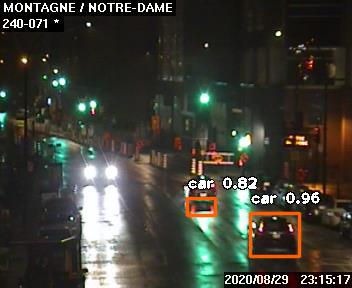 MONTAGNE / NOTRE-DAME
240-071 *
car 0.82
car 0.96
2020/08/29 23:15:17